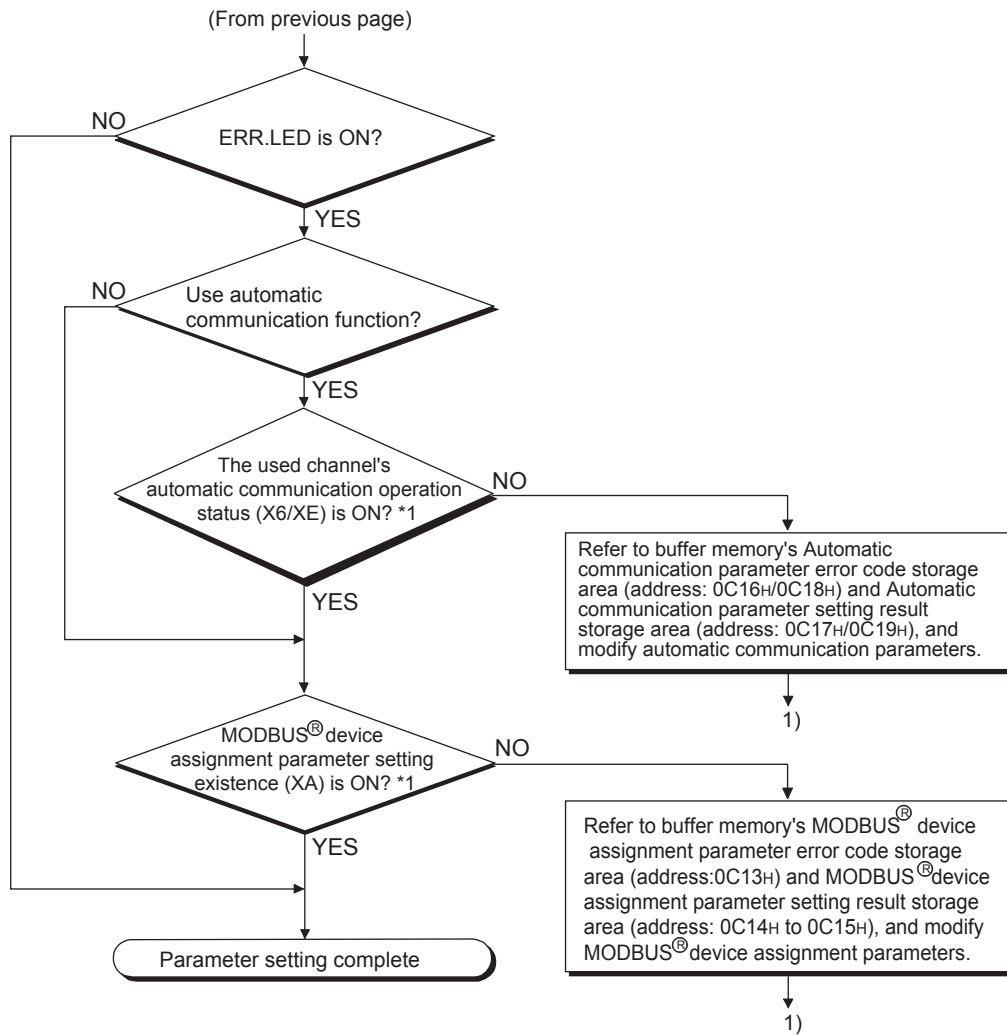 (From previous page)
NO
ERR.LED is ON?
YES
NO
Use automatic
communication function?
YES
The used channel's
automatic communication operation
status (X6/XE) is ON? *1
NO
YES
Refer to buffer memory's Automatic
communication parameter error code storage
area (address: 0C16H/0C18H) and Automatic
communication parameter setting result
storage area (address: 0C17H/0C19H), and
modify automatic communication parameters.
1)
MODBUS® device
assignment parameter setting
existence (XA) is ON? *1
NO
YES
Refer to buffer memory's MODBUS® device
assignment parameter error code storage
area (address:0C13H) and MODBUS®device
assignment parameter setting result storage
area (address: 0C14H to 0C15H), and modify
MODBUS®device assignment parameters.
1)
Parameter setting complete